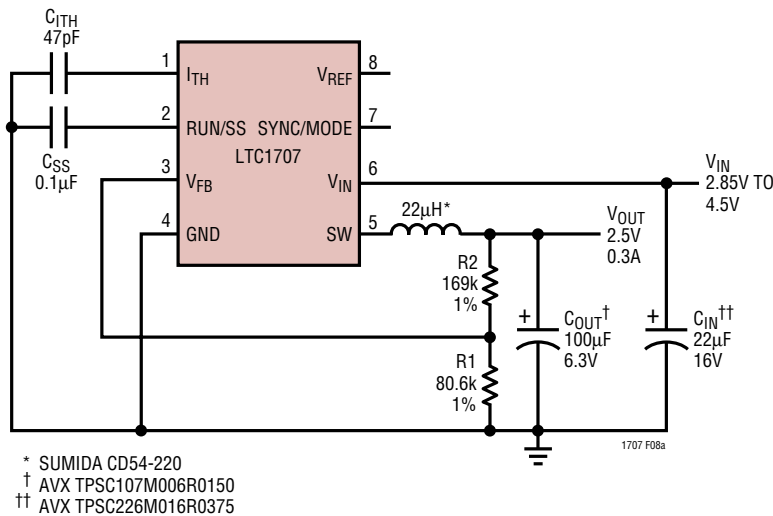 CITH
47pF
1
ITH
VREF
8
2
RUN/SS
SYNC/MODE
7
LTC1707
CSS
0.1µF
3
VFB
VIN
6
4
GND
SW
5
22µH*
VIN
2.85V TO
4.5V
VOUT
2.5V
0.3A
R2
169k
1%
+
COUT†
100µF
6.3V
+
CIN††
22µF
16V
R1
80.6k
1%
1707 F08a
* SUMIDA CD54-220
† AVX TPSC107M006R0150
†† AVX TPSC226M016R0375